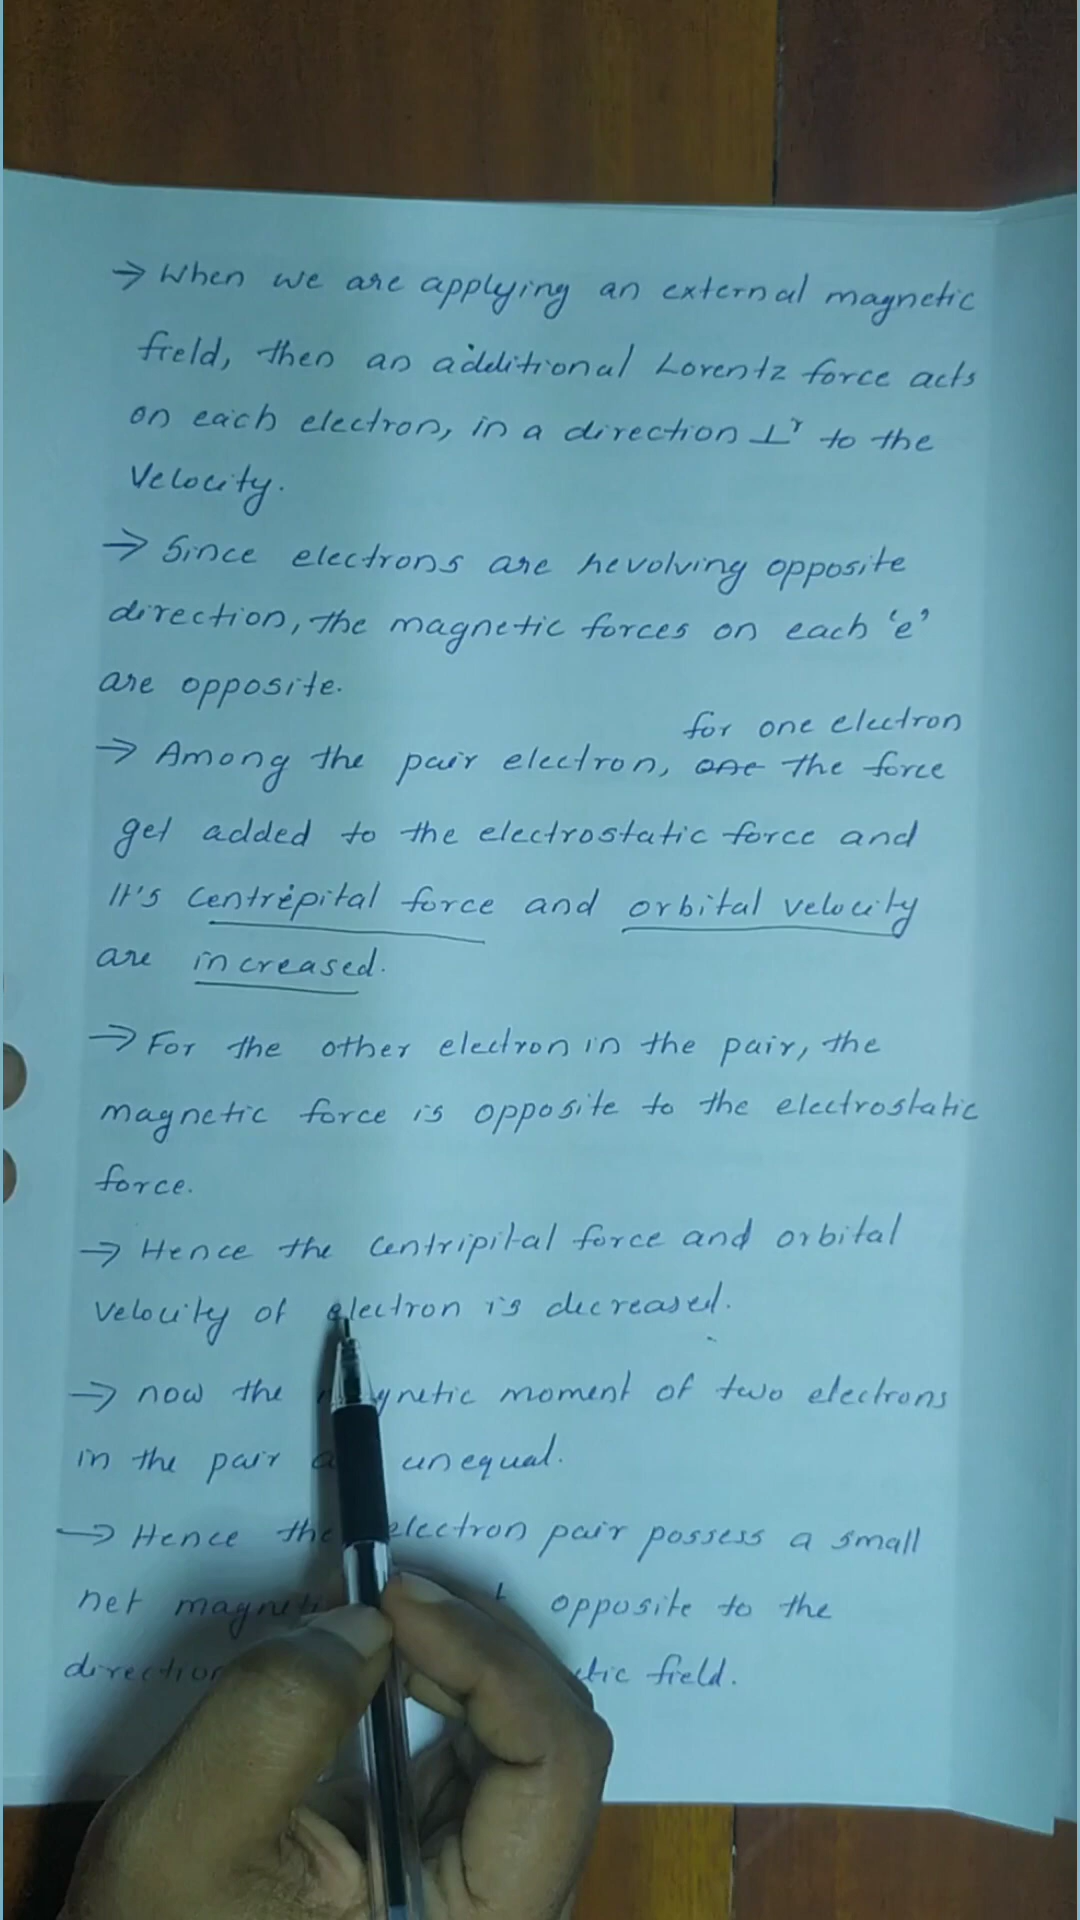 → When we are applying an external magnetic
field, then an additional Lorentz force acts
on each electron, in a direction ⊥r to the
Velocity.
→ Since electrons are revolving opposite
direction, the magnetic forces on each 'e'
are opposite.
for one electron
→ Among the pair electron, one the force
get added to the electrostatic force and
It's centripital force and orbital velocity
are increased.
→ For the other electron in the pair, the
magnetic force is opposite to the electrostatic
force.
→ Hence the centripital force and orbital
velocity of electron is decreased.
→ now the moment of two electrons
in the pair unequal.
→ Hence the electron pair possess a small
net opposite to the
field.